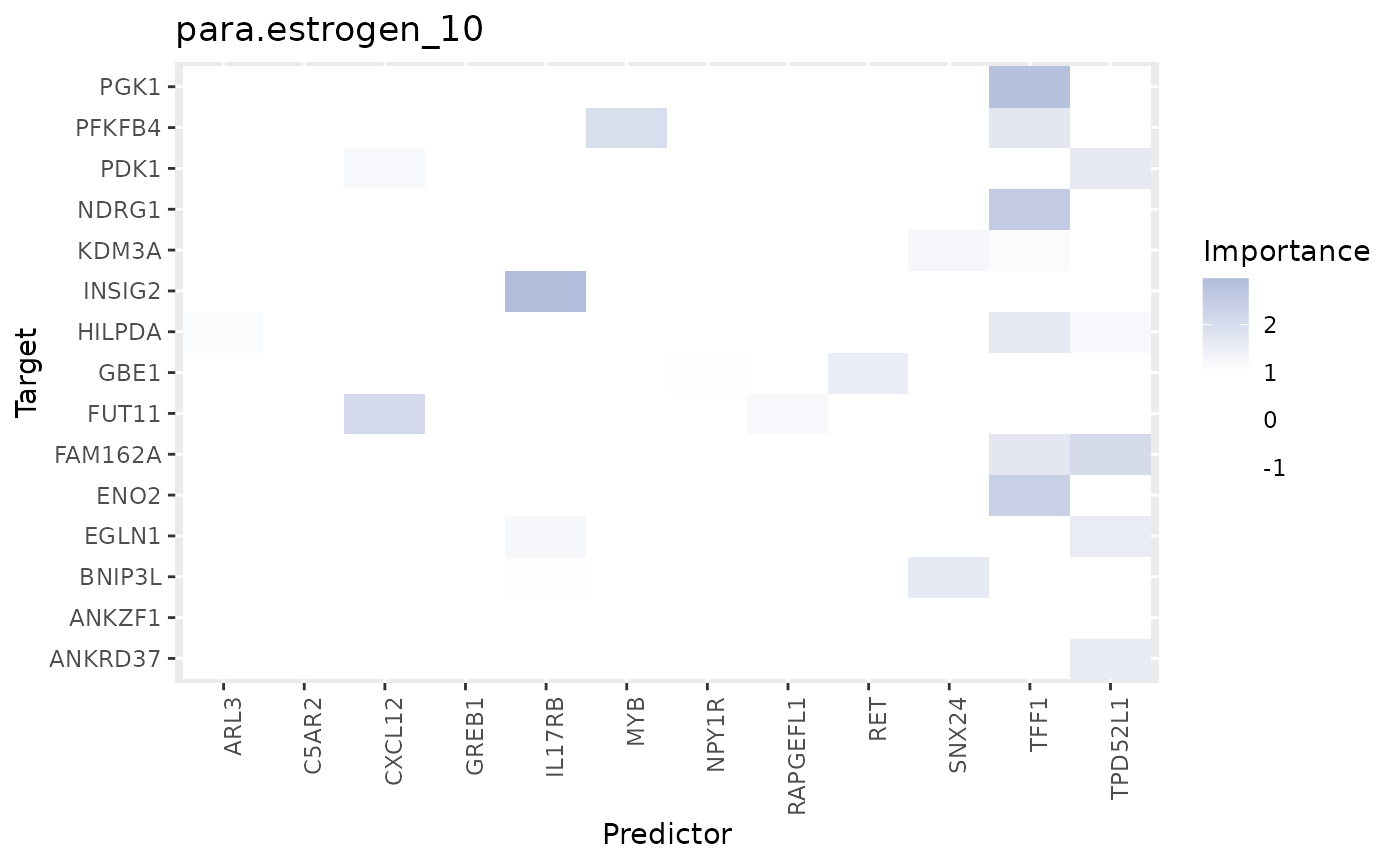 para.estrogen_10
PGK1
PFKFB4
PDK1
NDRG1
KDM3A
INSIG2
HILPDA
GBE1
FUT11
FAM162A
ENO2
EGLN1
BNIP3L
ANKZF1
ANKRD37
Target
ARL3
C5AR2
CXCL12
GREB1
IL17RB
MYB
NPY1R
RAPGEFL1
RET
SNX24
TFF1
TPD52L1
Predictor
Importance
2
1
0
-1